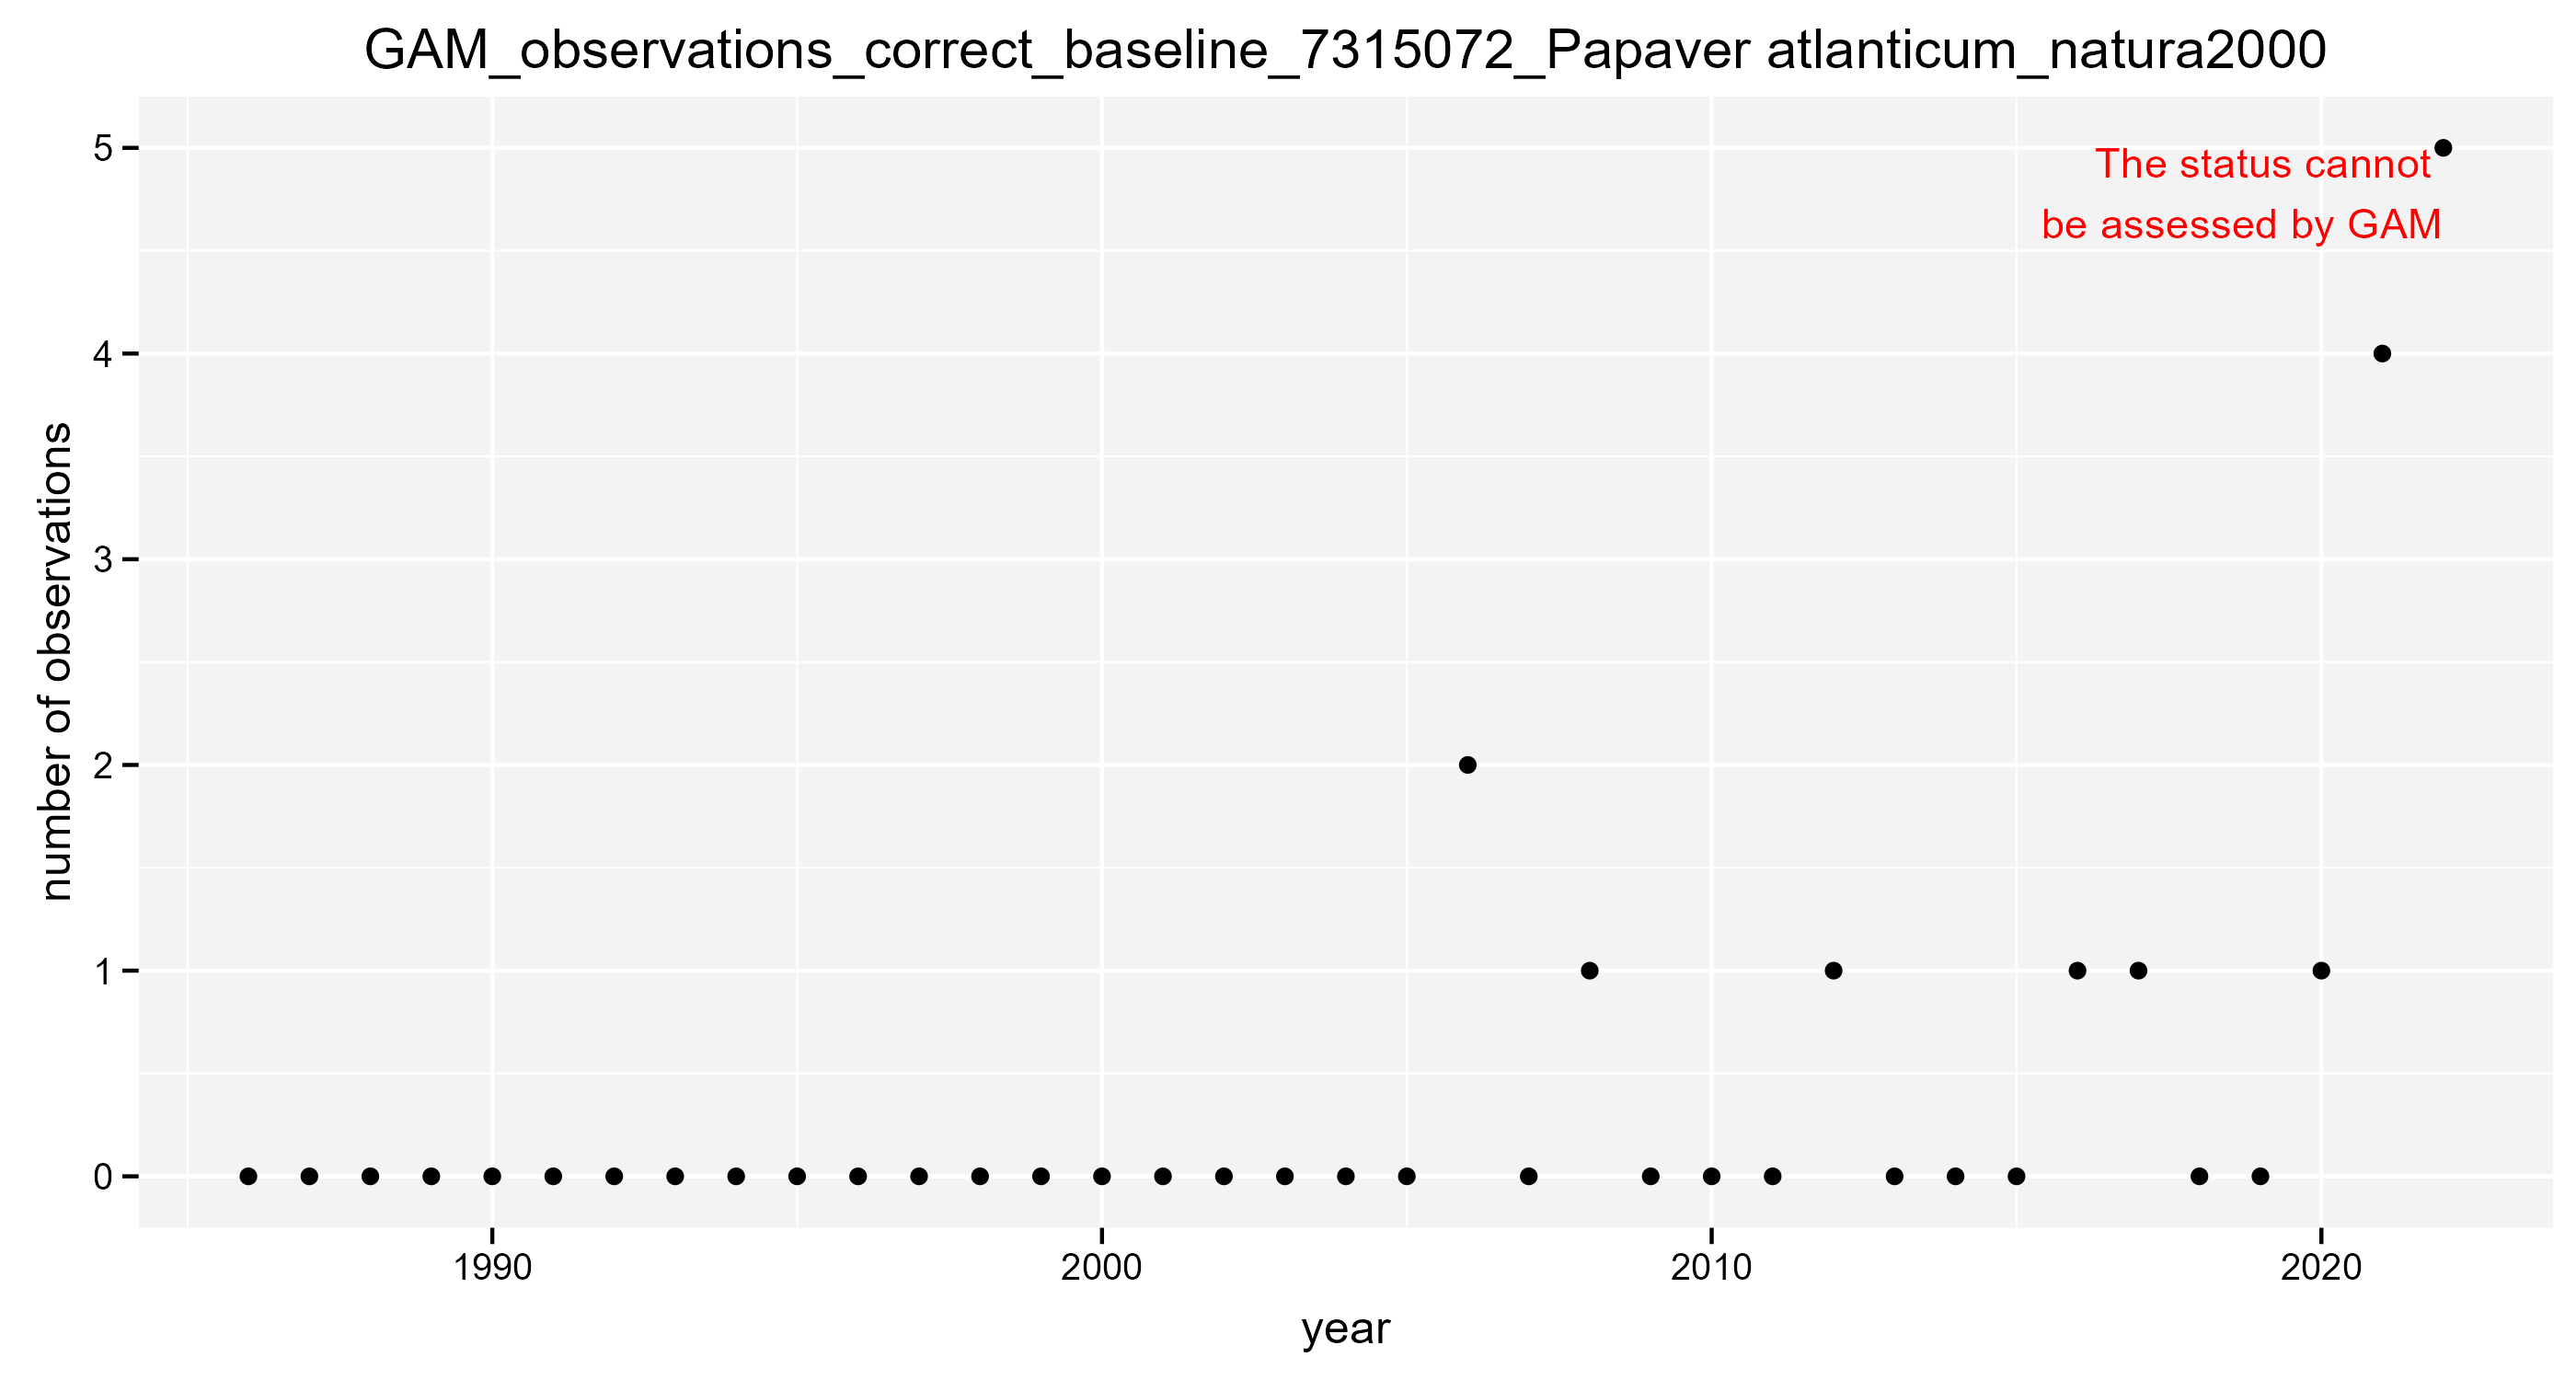 GAM_observations_correct_baseline_7315072_Papaver atlanticum_natura2000
The status cannot
be assessed by GAM
number of observations
5
4
3
2
1
0
1990 2000 2010 2020
year